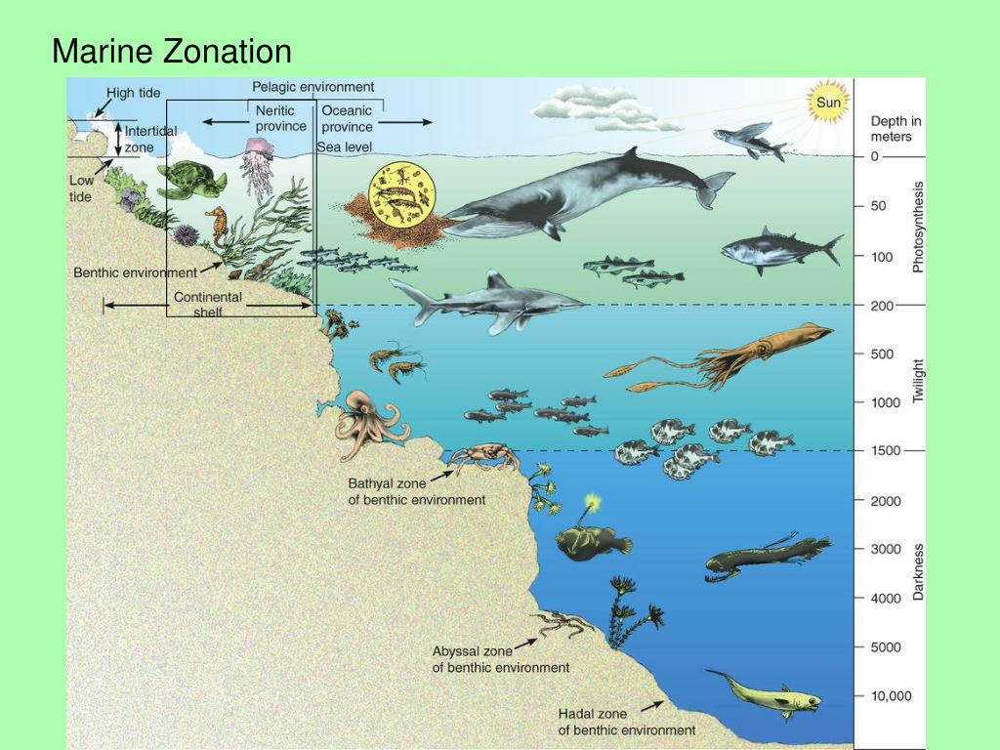 Marine Zonation
Pelagic environment
High tide
Neritic
province
Oceanic
province
Sun
Intertidal
zone
Sea level
Depth in
meters
0
Low
tide
50
Photosynthesis
100
Benthic environment
Continental
shelf
200
500
Twilight
1000
1500
Bathyal zone
of benthic environment
2000
3000
Darkness
4000
Abyssal zone
of benthic environment
5000
10,000
Hadal zone
of benthic environment